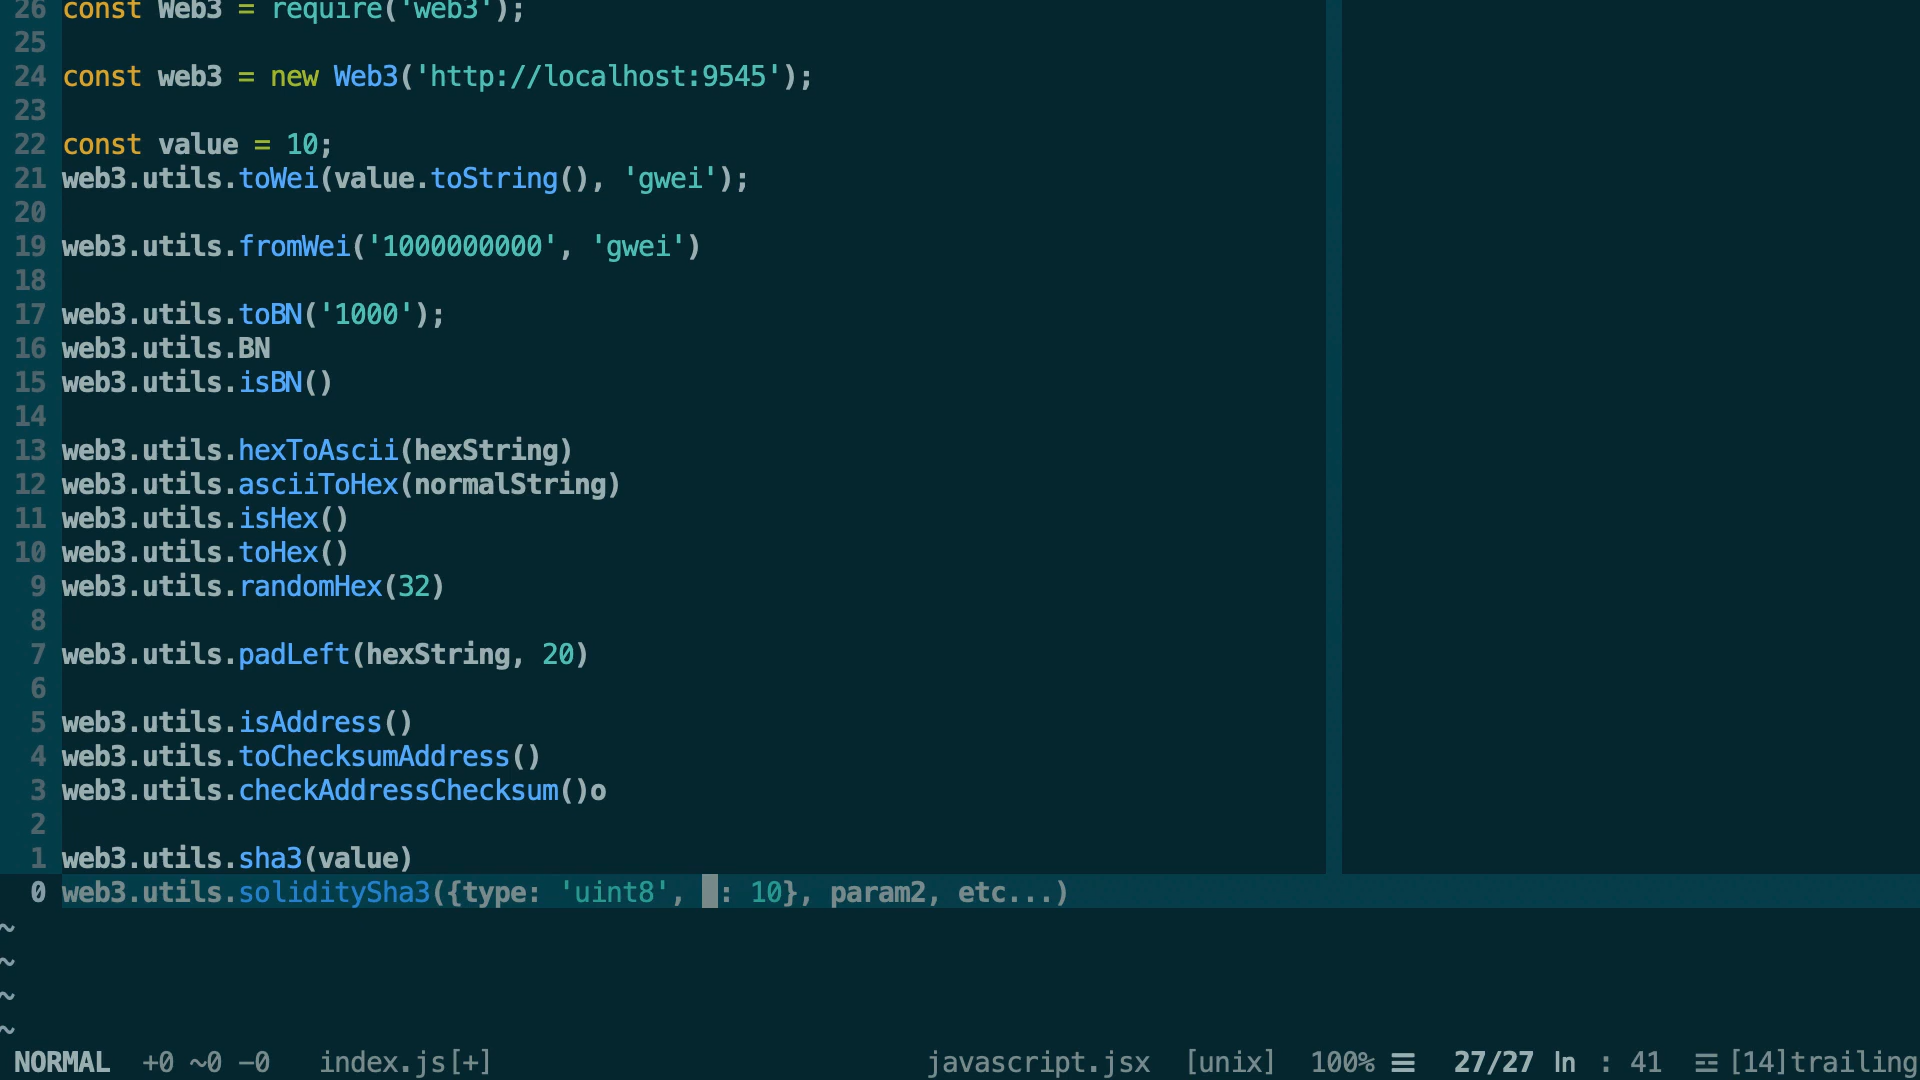 26 const Web3 = require('web3');
25
24 const web3 = new Web3('http://localhost:9545');
23
22 const value = 10;
21 web3.utils.toWei(value.toString(), 'gwei');
20
19 web3.utils.fromWei('1000000000', 'gwei')
18
17 web3.utils.toBN('1000');
16 web3.utils.BN
15 web3.utils.isBN()
14
13 web3.utils.hexToAscii(hexString)
12 web3.utils.asciiToHex(normalString)
11 web3.utils.isHex()
10 web3.utils.toHex()
9 web3.utils.randomHex(32)
8
7 web3.utils.padLeft(hexString, 20)
6
5 web3.utils.isAddress()
4 web3.utils.toChecksumAddress()
3 web3.utils.checkAddressChecksum()o
2
1 web3.utils.sha3(value)
0 web3.utils.soliditySha3({type: 'uint8', : 10}, param2, etc...)
~
~
~
~
NORMAL +0 ~0 -0 index.js[+] javascript.jsx [unix] 100% ☰ 27/27 ln : 41 ☲ [14]trailing